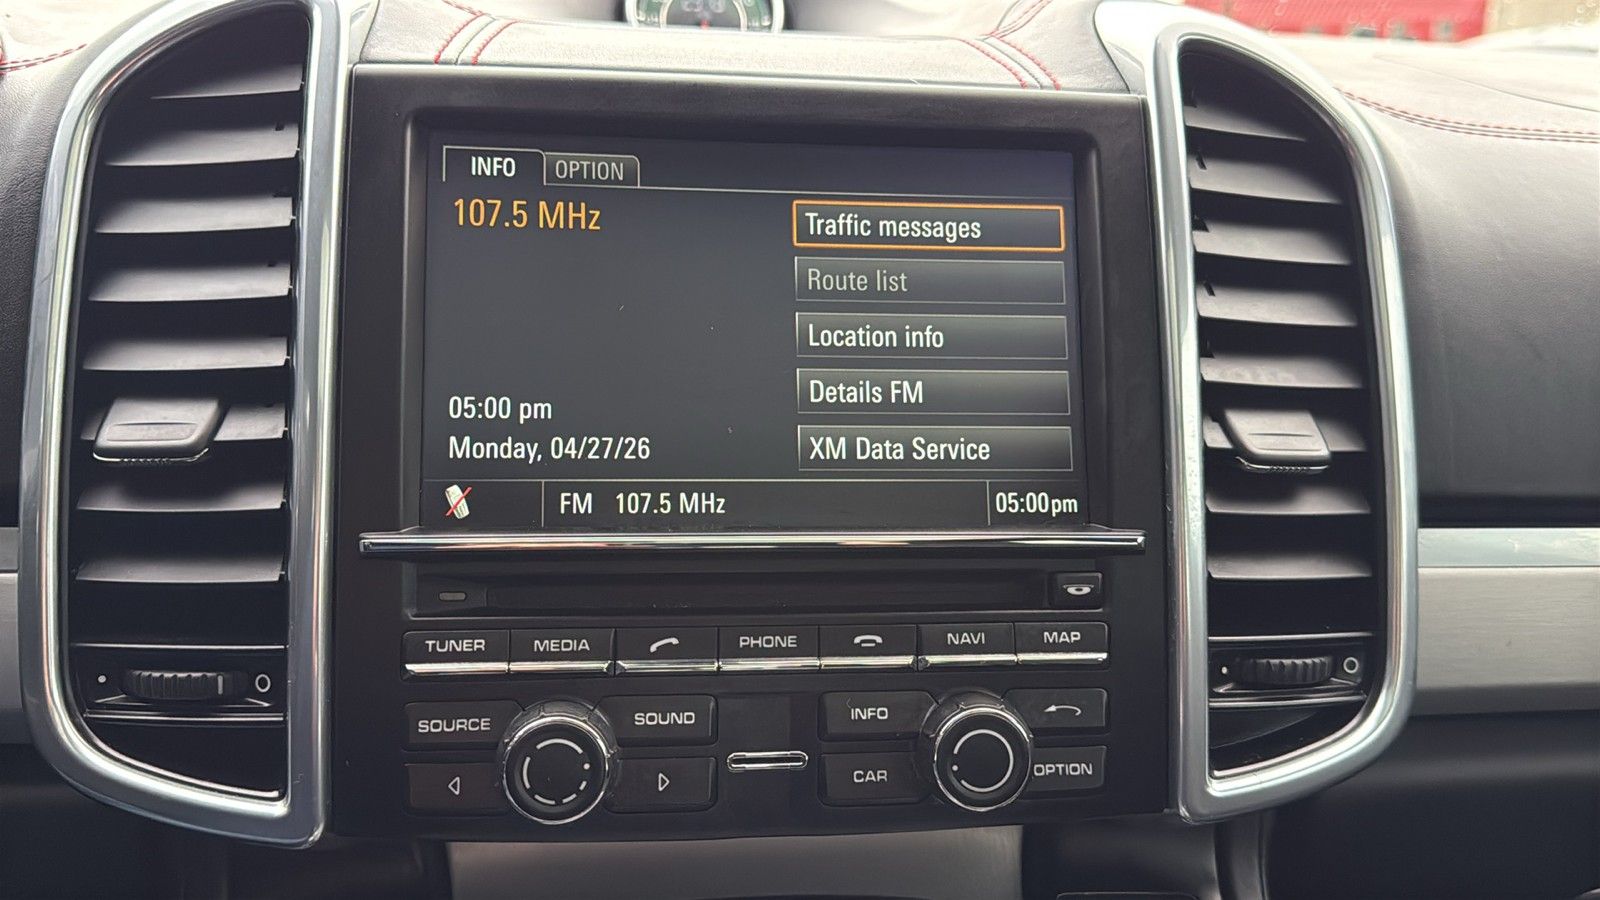 INFO OPTION
107.5 MHz
Traffic messages
Route list
Location info
Details FM
XM Data Service
05:00 pm
Monday, 04/27/26
FM 107.5 MHz 05:00pm
TUNER MEDIA PHONE NAVI MAP
SOURCE SOUND INFO
CAR OPTION